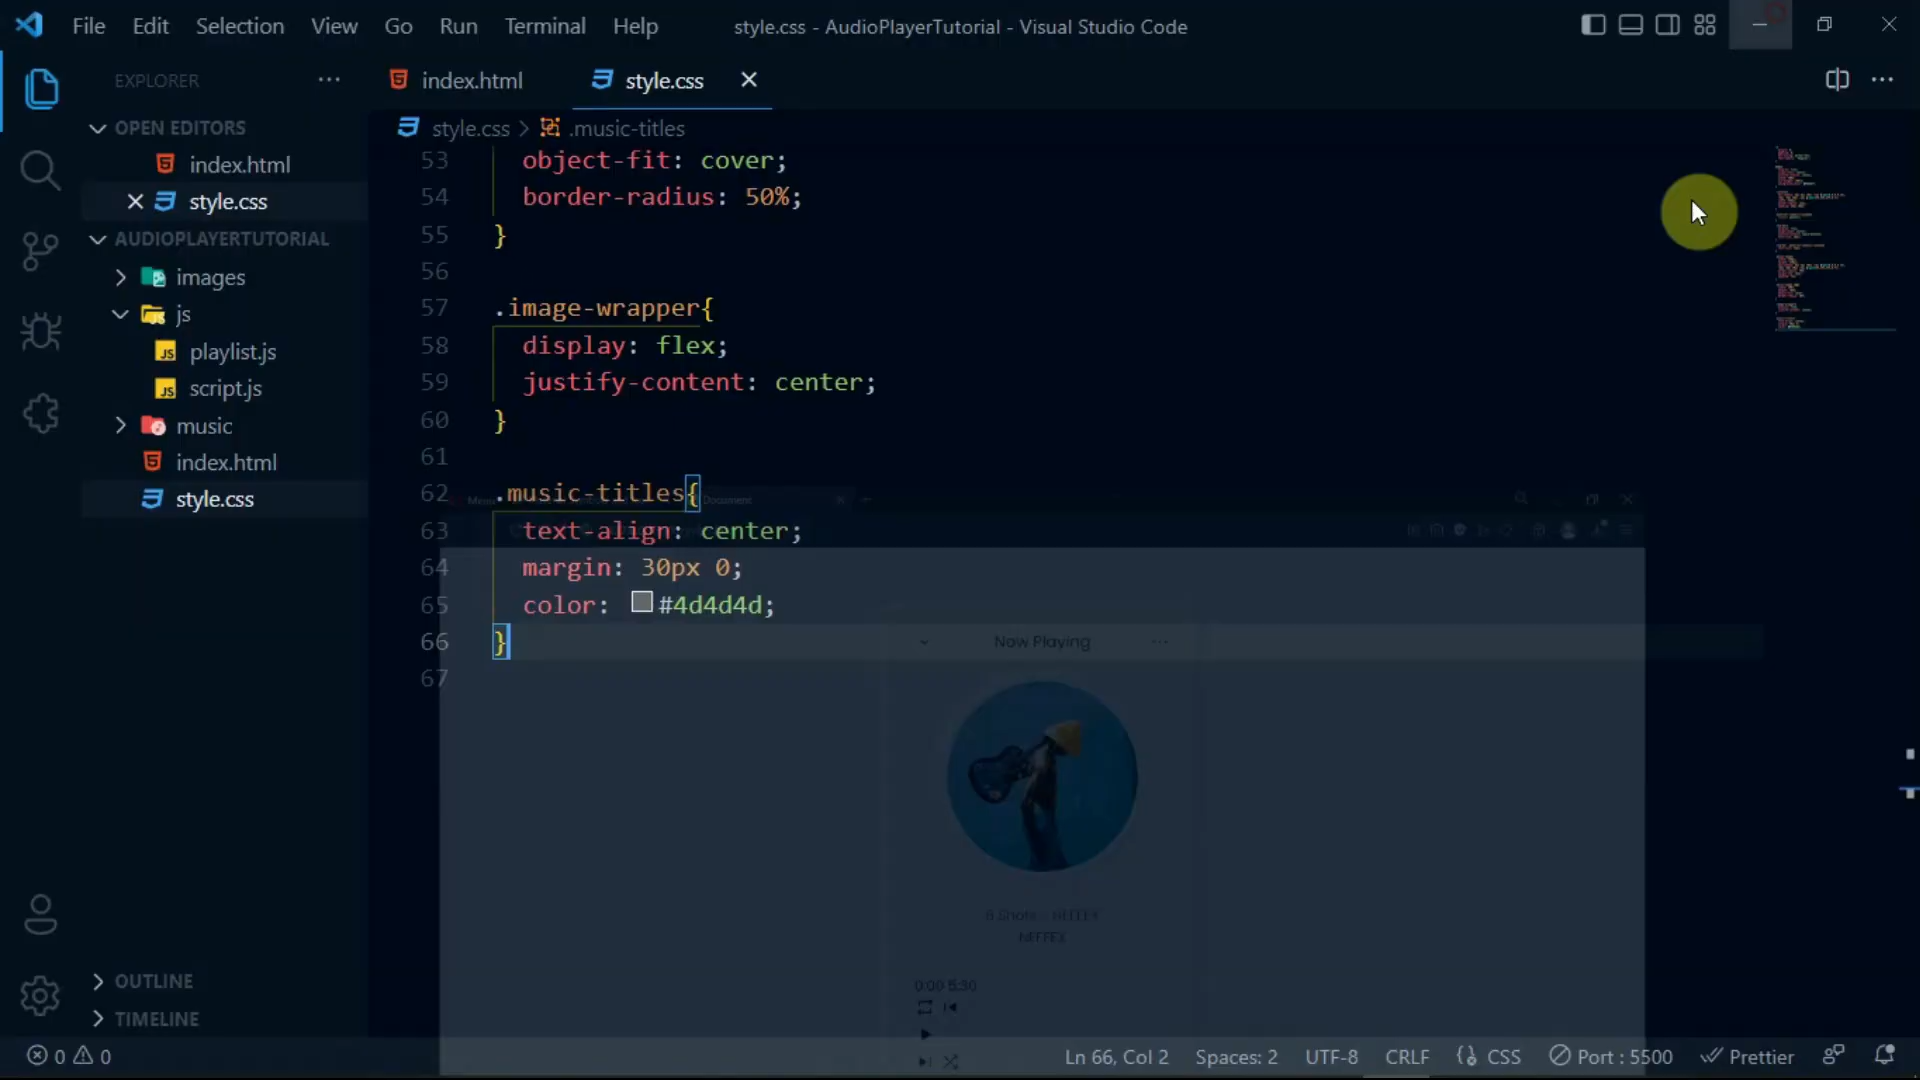 File Edit Selection View Go Run Terminal Help
style.css - AudioPlayerTutorial - Visual Studio Code
EXPLORER
OPEN EDITORS
index.html
style.css
AUDIOPLAYERTUTORIAL
images
js
playlist.js
script.js
music
index.html
style.css
OUTLINE
TIMELINE
index.html
style.css
style.css > .music-titles
53 object-fit: cover;
54 border-radius: 50%;
55 }
56
57 .image-wrapper{
58 display: flex;
59 justify-content: center;
60 }
61
62 .music-titles{
63 text-align: center;
64 margin: 30px 0;
65 color: #4d4d4d;
66 }
67
Menu
Document
Now Playing
NEFFEX
0:00 5:30
0 0
Ln 66, Col 2 Spaces: 2 UTF-8 CRLF CSS Port : 5500 Prettier